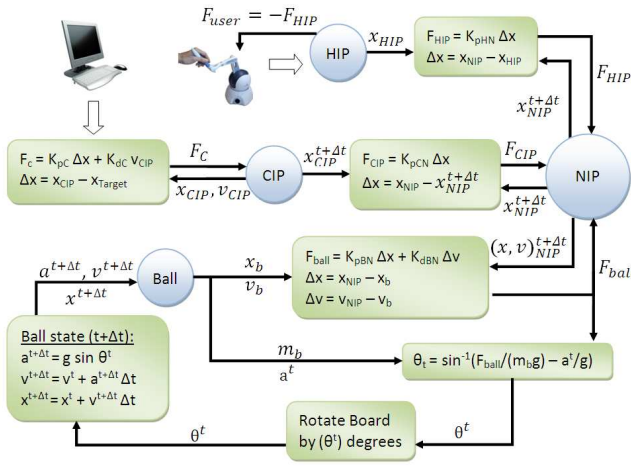 F_user = −F_HIP
HIP
x_HIP
F_HIP = K_pHN Δx
Δx = x_NIP − x_HIP
F_HIP
x_NIP^t+Δt
F_c = K_pC Δx + K_dC v_CIP
Δx = x_CIP − x_Target
F_C
x_CIP, v_CIP
CIP
x_CIP^t+Δt
F_CIP = K_pCN Δx
Δx = x_NIP − x_NIP^t+Δt
F_CIP
x_NIP^t+Δt
NIP
(x, v)_NIP^t+Δt
F_bal
a^t+Δt, v^t+Δt
x^t+Δt
Ball
x_b
v_b
F_ball = K_pBN Δx + K_dBN Δv
Δx = x_NIP − x_b
Δv = v_NIP − v_b
Ball state (t+Δt):
a^t+Δt = g sin θ^t
v^t+Δt = v^t + a^t+Δt Δt
x^t+Δt = x^t + v^t+Δt Δt
m_b
a^t
θ_t = sin^-1(F_ball/(m_b g) − a^t/g)
Rotate Board
by (θ^t) degrees
θ^t
θ^t